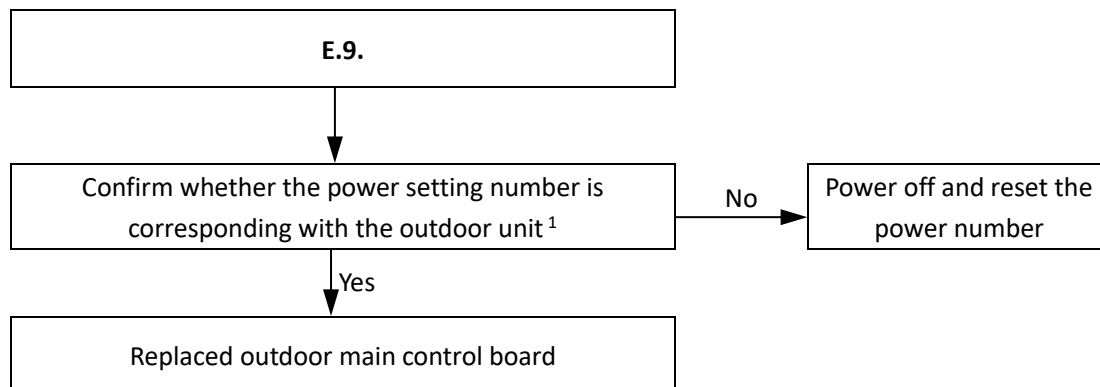 E.9.
Confirm whether the power setting number is
corresponding with the outdoor unit 1
No
Power off and reset the
power number
Yes
Replaced outdoor main control board